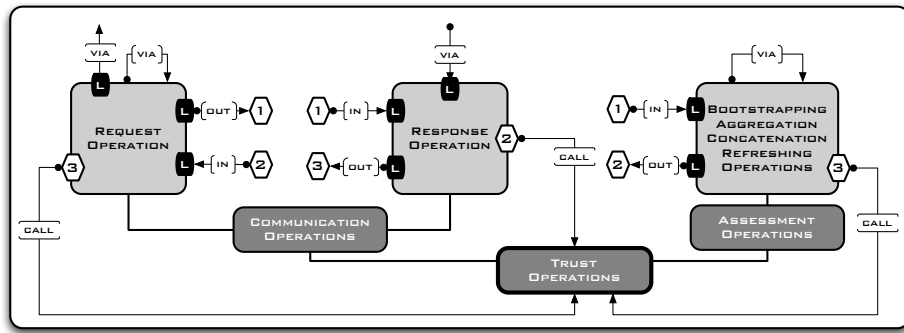 VIA
VIA
VIA
VIA
L
L
L
OUT
1
1
IN
L
1
IN
L
REQUEST
OPERATION
RESPONSE
OPERATION
BOOTSTRAPPING
AGGREGATION
CONCATENATION
REFRESHING
OPERATIONS
2
3
L
IN
2
3
OUT
L
2
OUT
L
3
CALL
CALL
CALL
COMMUNICATION
OPERATIONS
ASSESSMENT
OPERATIONS
TRUST
OPERATIONS